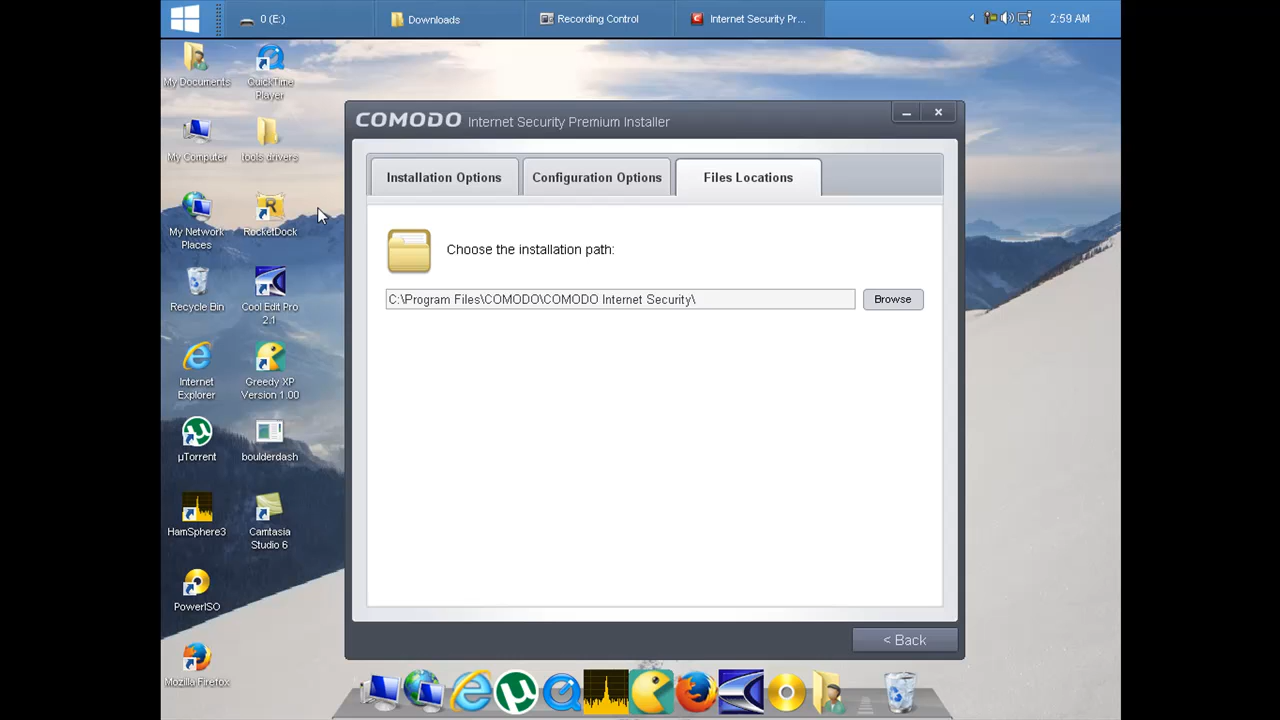 0 (E:)
Downloads
Recording Control
Internet Security Pr...
2:59 AM
My Documents
QuickTime
Player
My Computer
tools drivers
My Network
Places
RocketDock
Recycle Bin
Cool Edit Pro
2.1
Internet
Explorer
Greedy XP
Version 1.00
µTorrent
boulderdash
HamSphere3
Camtasia
Studio 6
PowerISO
Mozilla Firefox
COMODO Internet Security Premium Installer
Installation Options
Configuration Options
Files Locations
Choose the installation path:
C:\Program Files\COMODO\COMODO Internet Security\
Browse
< Back